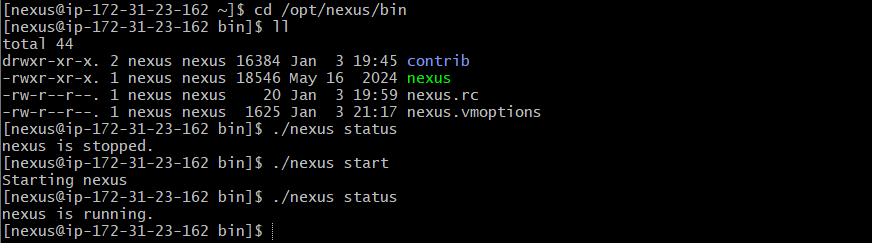 [nexus@ip-172-31-23-162 ~]$ cd /opt/nexus/bin
[nexus@ip-172-31-23-162 bin]$ ll
total 44
drwxr-xr-x. 2 nexus nexus 16384 Jan  3 19:45 contrib
-rwxr-xr-x. 1 nexus nexus 18546 May 16  2024 nexus
-rw-r--r--. 1 nexus nexus    20 Jan  3 19:59 nexus.rc
-rw-r--r--. 1 nexus nexus  1625 Jan  3 21:17 nexus.vmoptions
[nexus@ip-172-31-23-162 bin]$ ./nexus status
nexus is stopped.
[nexus@ip-172-31-23-162 bin]$ ./nexus start
Starting nexus
[nexus@ip-172-31-23-162 bin]$ ./nexus status
nexus is running.
[nexus@ip-172-31-23-162 bin]$